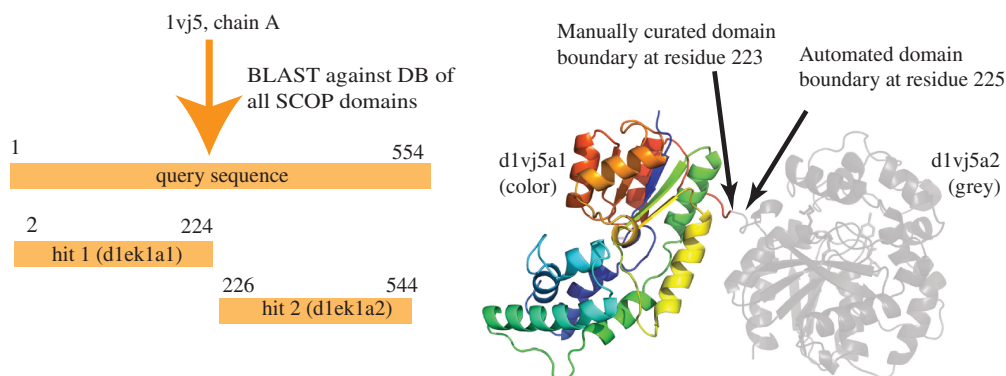 1vj5, chain A
BLAST against DB of
all SCOP domains
1
554
query sequence
2
224
hit 1 (d1ek1a1)
226
544
hit 2 (d1ek1a2)
Manually curated domain
boundary at residue 223
Automated domain
boundary at residue 225
d1vj5a1
(color)
d1vj5a2
(grey)